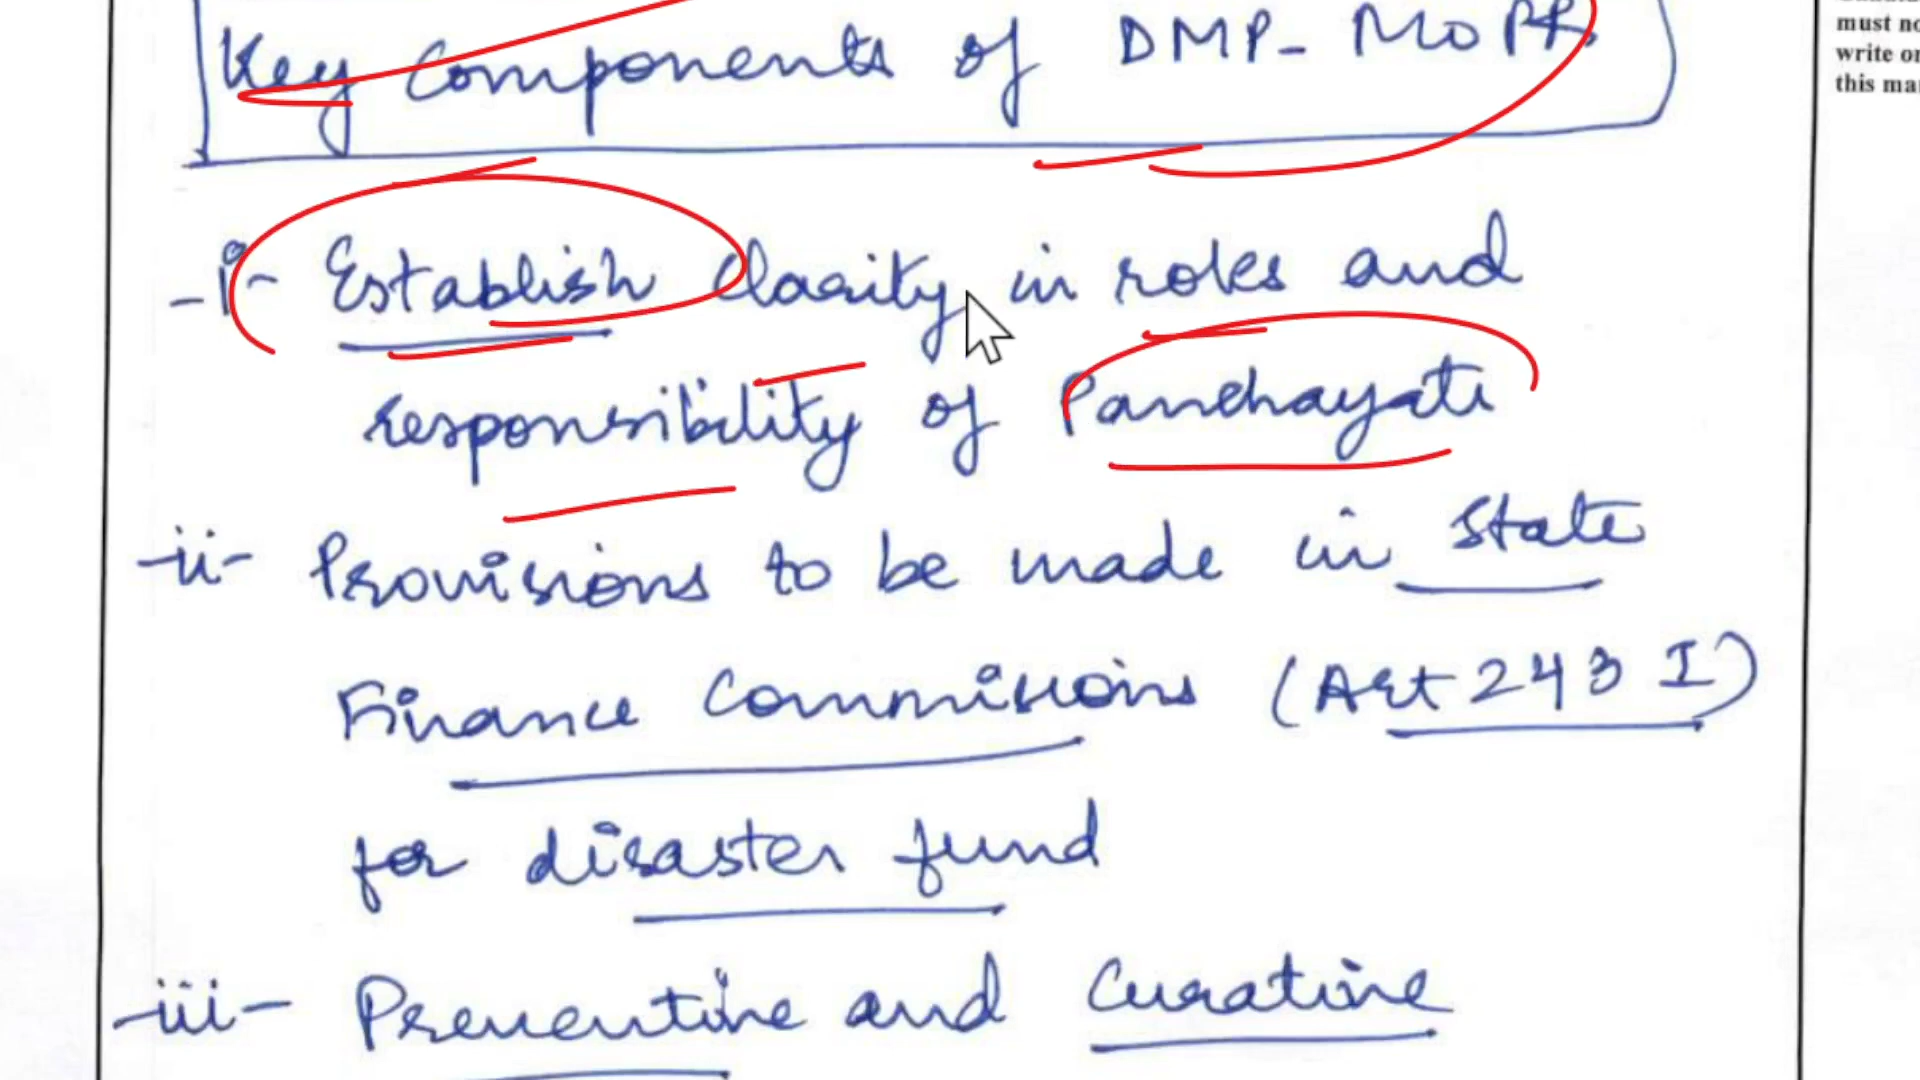 Key Components of DMP- MoPR
-i- Establish Clarity in roles and
responsibility of Panchayati
-ii- Provisions to be made in State
Finance Commissions (Art 243 I)
for disaster fund
-iii- Preventive and Curative
must no
write on
this mar